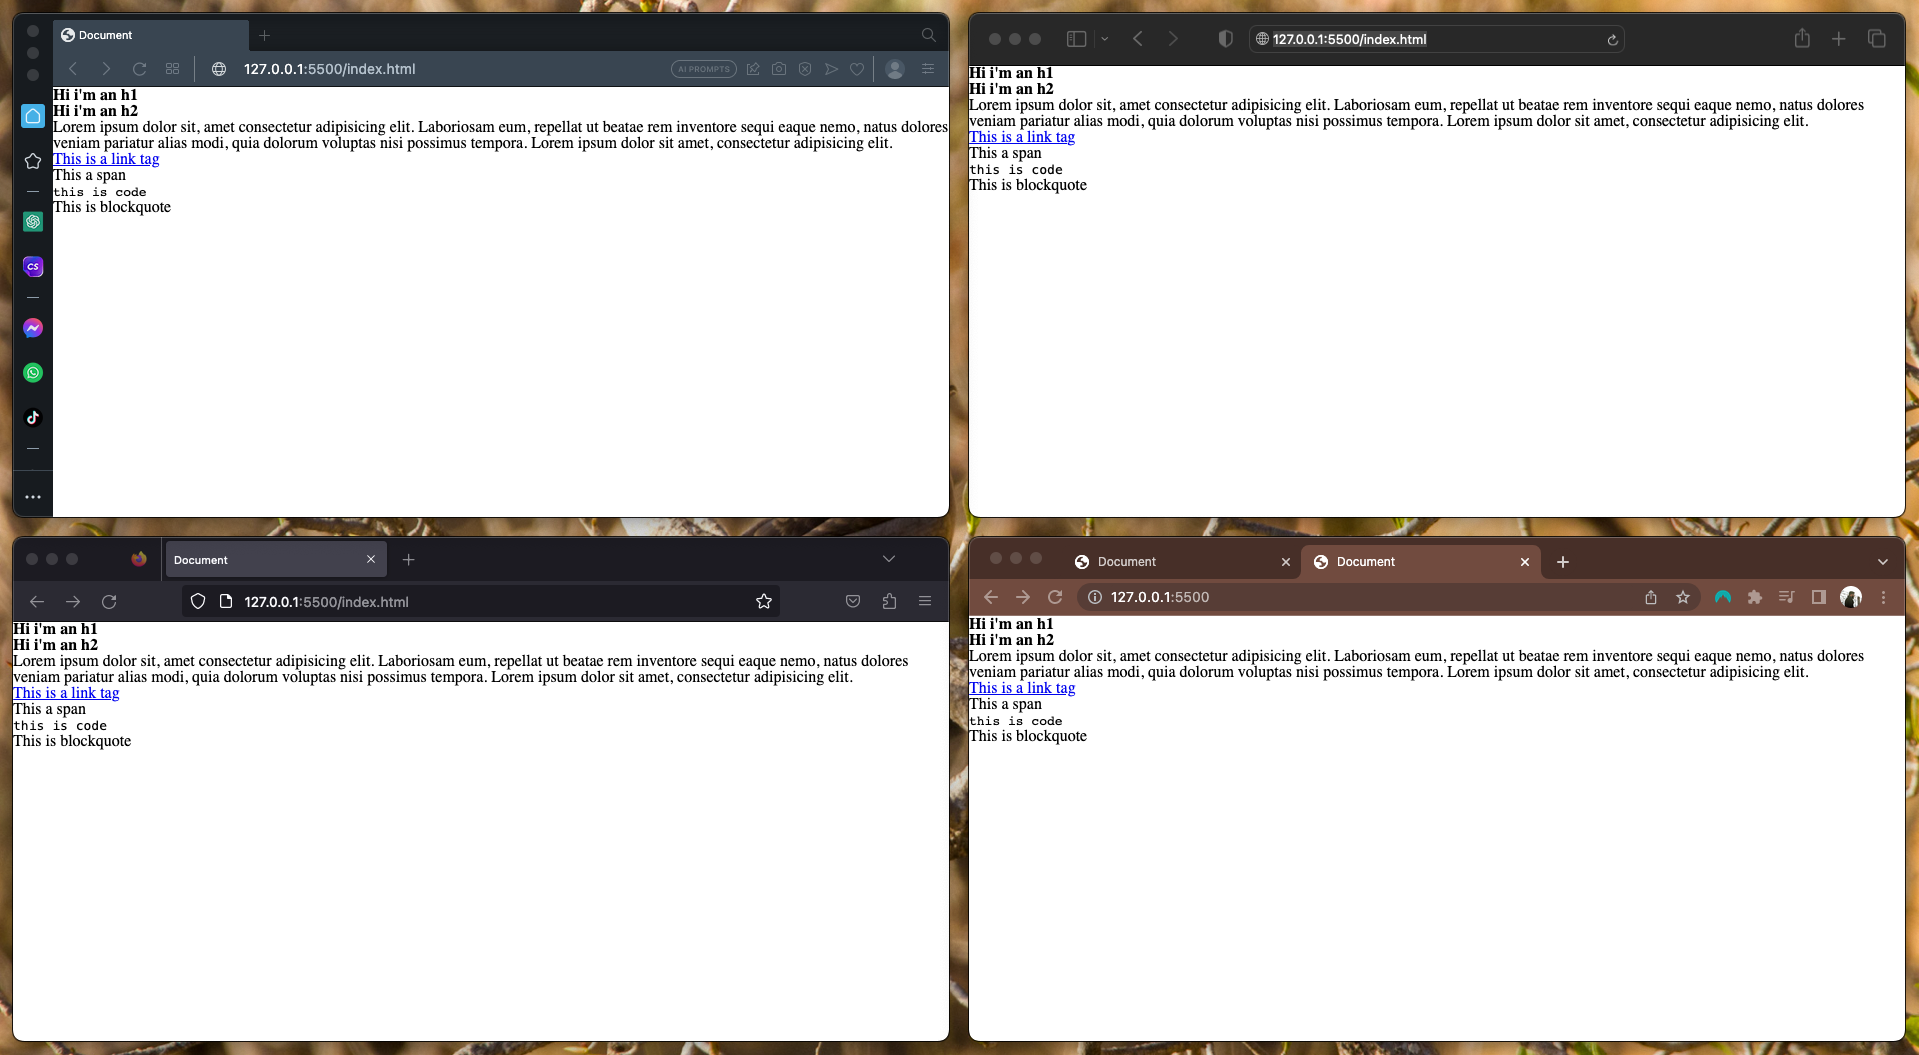 Document
127.0.0.1:5500/index.html
AI PROMPTS
CS
Hi i'm an h1
Hi i'm an h2
Lorem ipsum dolor sit, amet consectetur adipisicing elit. Laboriosam eum, repellat ut beatae rem inventore sequi eaque nemo, natus dolores
veniam pariatur alias modi, quia dolorum voluptas nisi possimus tempora. Lorem ipsum dolor sit amet, consectetur adipisicing elit.
This is a link tag
This a span
this is code
This is blockquote
127.0.0.1:5500/index.html
Hi i'm an h1
Hi i'm an h2
Lorem ipsum dolor sit, amet consectetur adipisicing elit. Laboriosam eum, repellat ut beatae rem inventore sequi eaque nemo, natus dolores
veniam pariatur alias modi, quia dolorum voluptas nisi possimus tempora. Lorem ipsum dolor sit amet, consectetur adipisicing elit.
This is a link tag
This a span
this is code
This is blockquote
Document
127.0.0.1:5500/index.html
Hi i'm an h1
Hi i'm an h2
Lorem ipsum dolor sit, amet consectetur adipisicing elit. Laboriosam eum, repellat ut beatae rem inventore sequi eaque nemo, natus dolores
veniam pariatur alias modi, quia dolorum voluptas nisi possimus tempora. Lorem ipsum dolor sit amet, consectetur adipisicing elit.
This is a link tag
This a span
this is code
This is blockquote
Document
Document
127.0.0.1:5500
Hi i'm an h1
Hi i'm an h2
Lorem ipsum dolor sit, amet consectetur adipisicing elit. Laboriosam eum, repellat ut beatae rem inventore sequi eaque nemo, natus dolores
veniam pariatur alias modi, quia dolorum voluptas nisi possimus tempora. Lorem ipsum dolor sit amet, consectetur adipisicing elit.
This is a link tag
This a span
this is code
This is blockquote